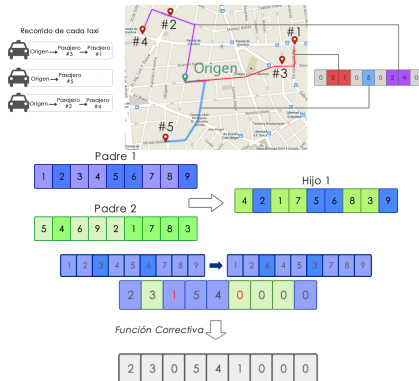 Recorrido de cada taxi
Origen Pasajero #3 Pasajero #1
Origen Pasajero #5
Origen Pasajero #2 Pasajero #4
#2
#1
#4
#3
Origen
#5
0 3 1 0 5 0 2 4 0
Padre 1
1 2 3 4 5 6 7 8 9
Hijo 1
4 2 1 7 5 6 8 3 9
Padre 2
5 4 6 9 2 1 7 8 3
1 2 3 4 5 6 7 8 9
1 2 6 4 5 3 7 8 9
2 3 1 5 4 0 0 0 0
Función Correctiva
2 3 0 5 4 1 0 0 0